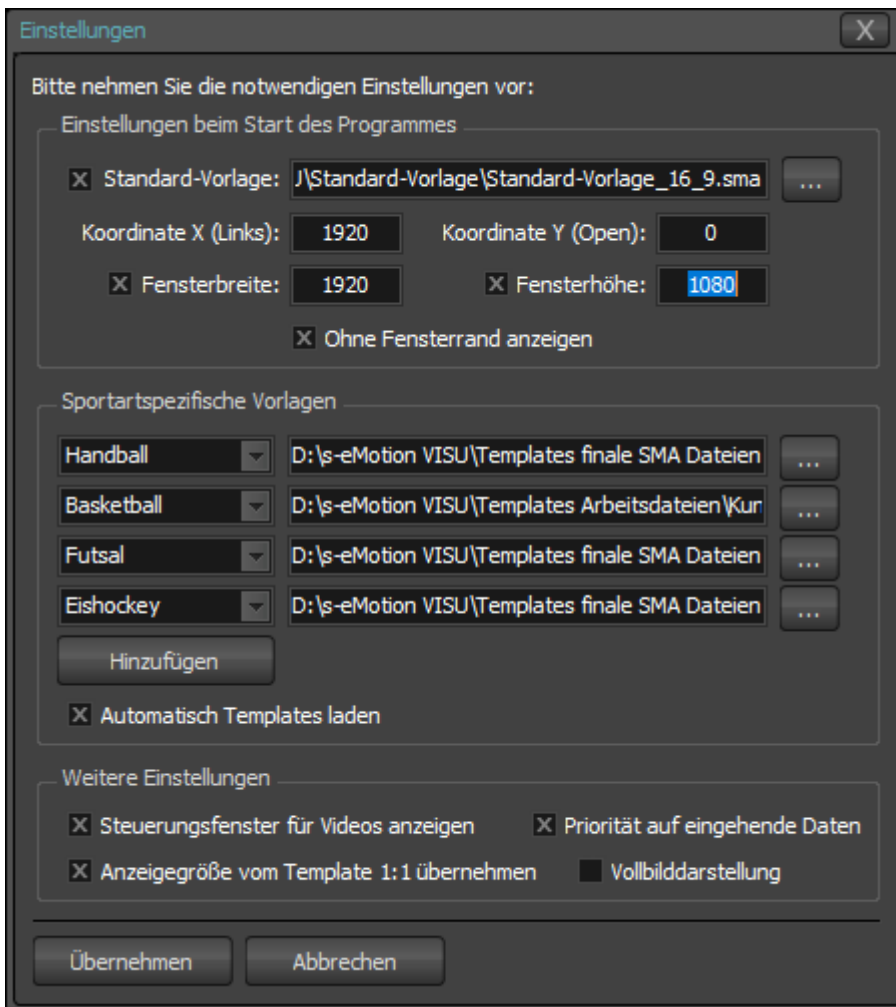 Einstellungen X
Bitte nehmen Sie die notwendigen Einstellungen vor:
Einstellungen beim Start des Programmes
X Standard-Vorlage: J\Standard-Vorlage\Standard-Vorlage_16_9.sma ...
Koordinate X (Links): 1920 Koordinate Y (Open): 0
X Fensterbreite: 1920 X Fensterhöhe: 1080
X Ohne Fensterrand anzeigen
Sportartspezifische Vorlagen
Handball D:\s-eMotion VISU\Templates finale SMA Dateien ...
Basketball D:\s-eMotion VISU\Templates Arbeitsdateien\Kun ...
Futsal D:\s-eMotion VISU\Templates finale SMA Dateien ...
Eishockey D:\s-eMotion VISU\Templates finale SMA Dateien ...
Hinzufügen
X Automatisch Templates laden
Weitere Einstellungen
X Steuerungsfenster für Videos anzeigen X Priorität auf eingehende Daten
X Anzeigegröße vom Template 1:1 übernehmen Vollbilddarstellung
Übernehmen Abbrechen